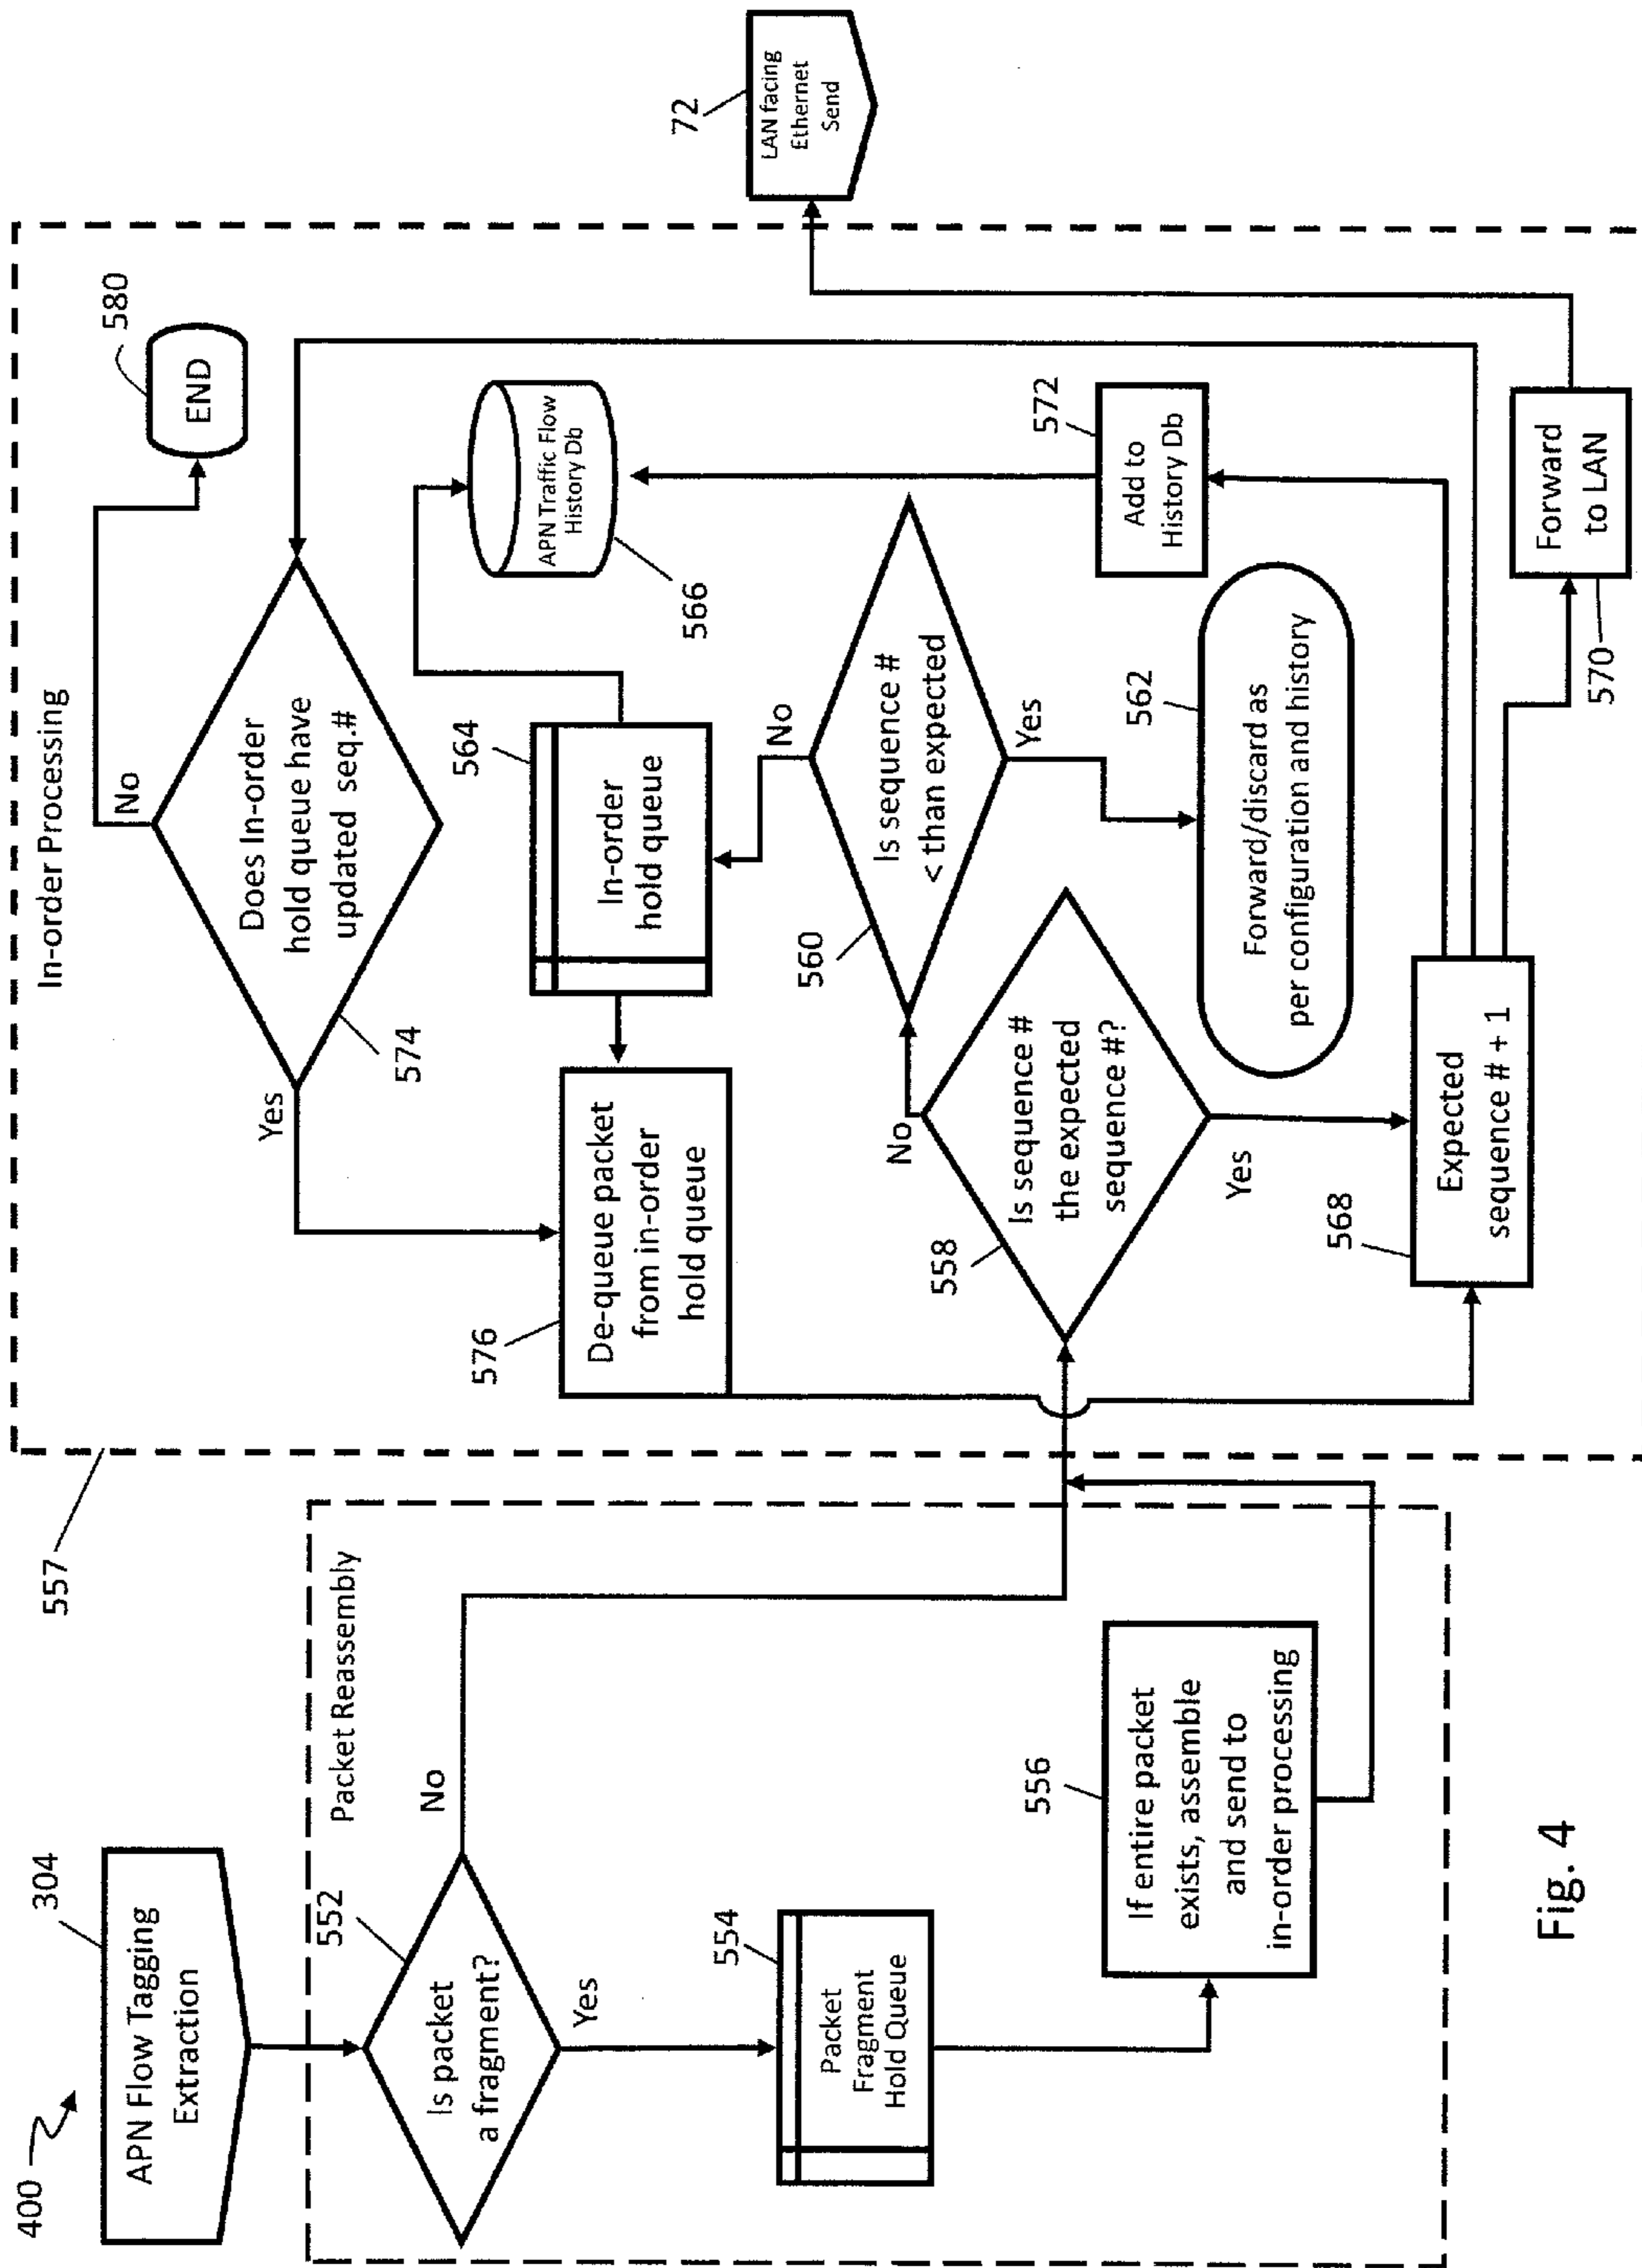 400
APN Flow Tagging
Extraction
304
Packet Reassembly
Is packet
a fragment?
552
No
Yes
Packet
Fragment
Hold Queue
554
If entire packet
exists, assemble
and send to
in-order processing
556
557
In-order Processing
Does In-order
hold queue have
updated seq.#
574
Yes
No
END
580
De-queue packet
from in-order
hold queue
576
In-order
hold queue
564
APN Traffic Flow
History Db
566
Is sequence #
the expected
sequence #?
558
No
Yes
Is sequence #
< than expected
560
No
Yes
Forward/discard as
per configuration and history
562
Add to
History Db
572
Expected
sequence # + 1
568
Forward
to LAN
570
LAN facing
Ethernet
Send
72
Fig. 4